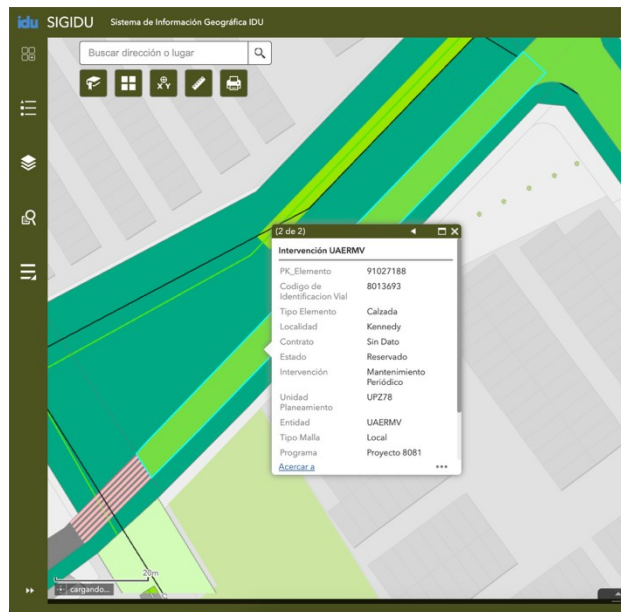 idu SIGIDU Sistema de Información Geográfica IDU
Buscar dirección o lugar
X Y
(2 de 2)
Intervención UAERMV
PK_Elemento 91027188
Codigo de Identificacion Vial 8013693
Tipo Elemento Calzada
Localidad Kennedy
Contrato Sin Dato
Estado Reservado
Intervención Mantenimiento Periódico
Unidad Planeamiento UPZ78
Entidad UAERMV
Tipo Malla Local
Programa Proyecto 8081
Acercar a
20m
cargando...